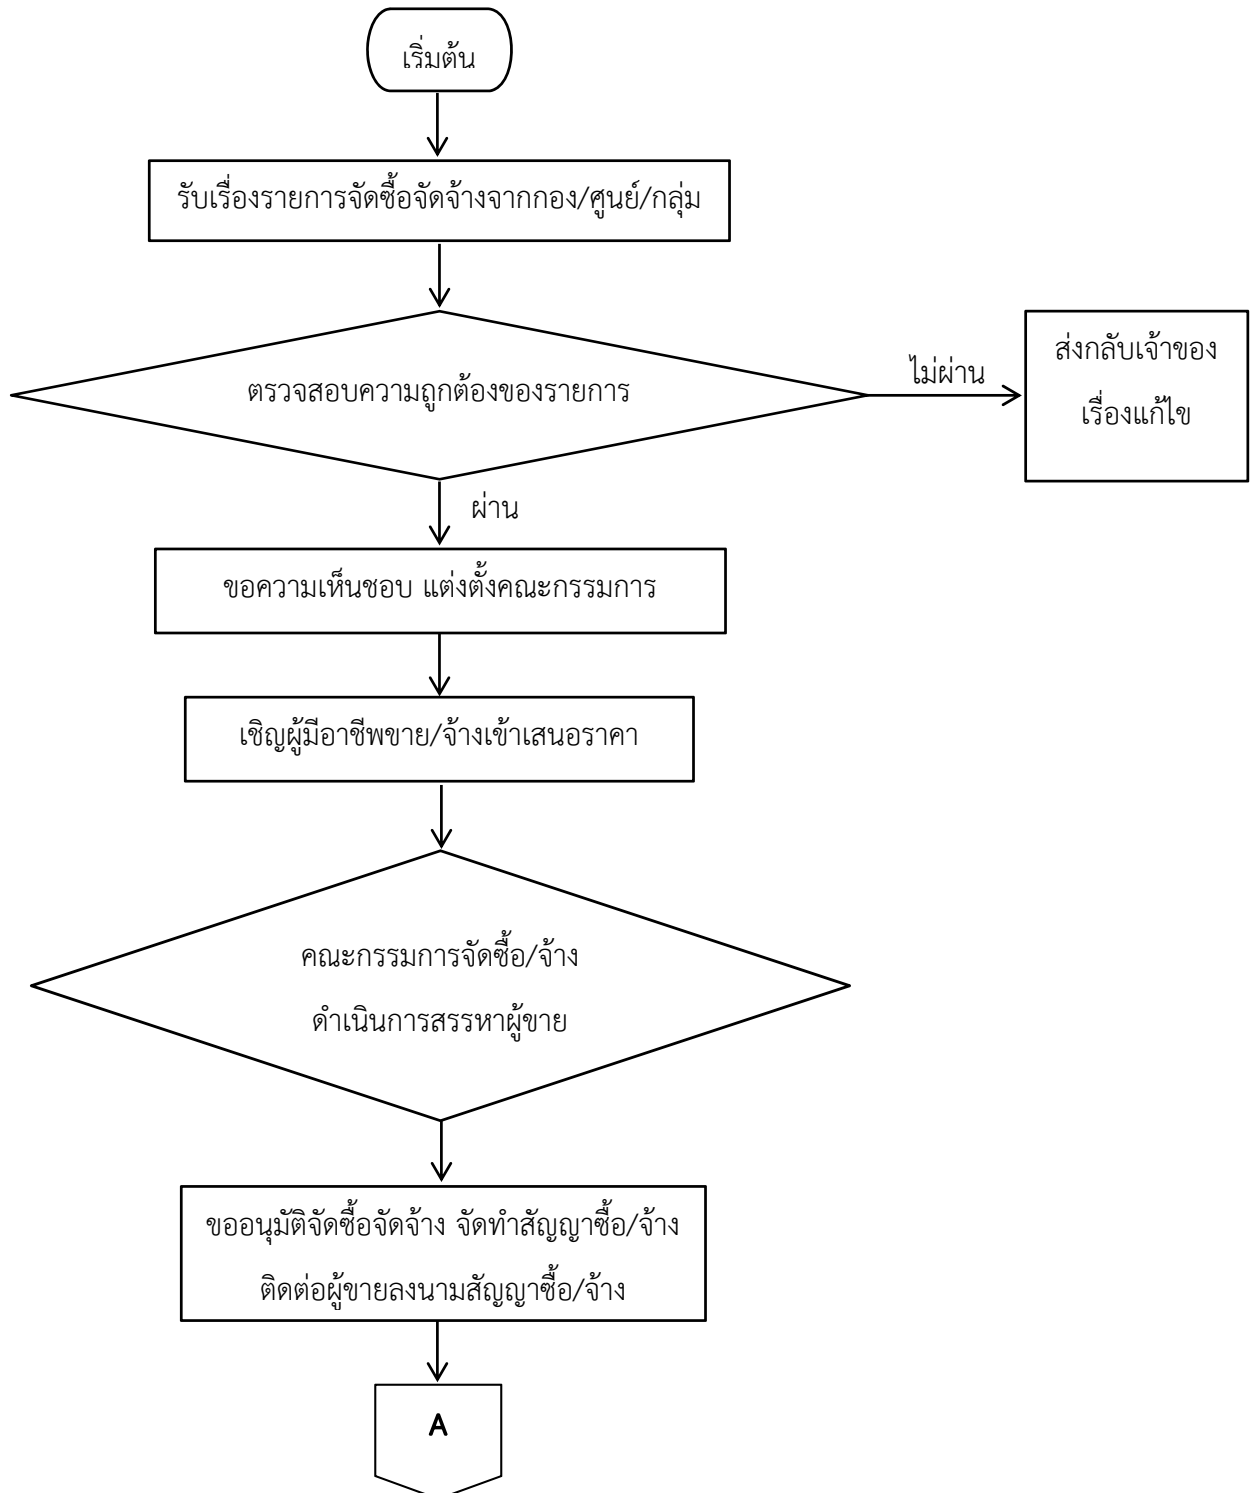 เริ่มต้น
รับเรื่องรายการจัดซื้อจัดจ้างจากกอง/ศูนย์/กลุ่ม
ตรวจสอบความถูกต้องของรายการ
ไม่ผ่าน
ส่งกลับเจ้าของ
เรื่องแก้ไข
ผ่าน
ขอความเห็นชอบ แต่งตั้งคณะกรรมการ
เชิญผู้มีอาชีพขาย/จ้างเข้าเสนอราคา
คณะกรรมการจัดซื้อ/จ้าง
ดำเนินการสรรหาผู้ขาย
ขออนุมัติจัดซื้อจัดจ้าง จัดทำสัญญาซื้อ/จ้าง
ติดต่อผู้ขายลงนามสัญญาซื้อ/จ้าง
A